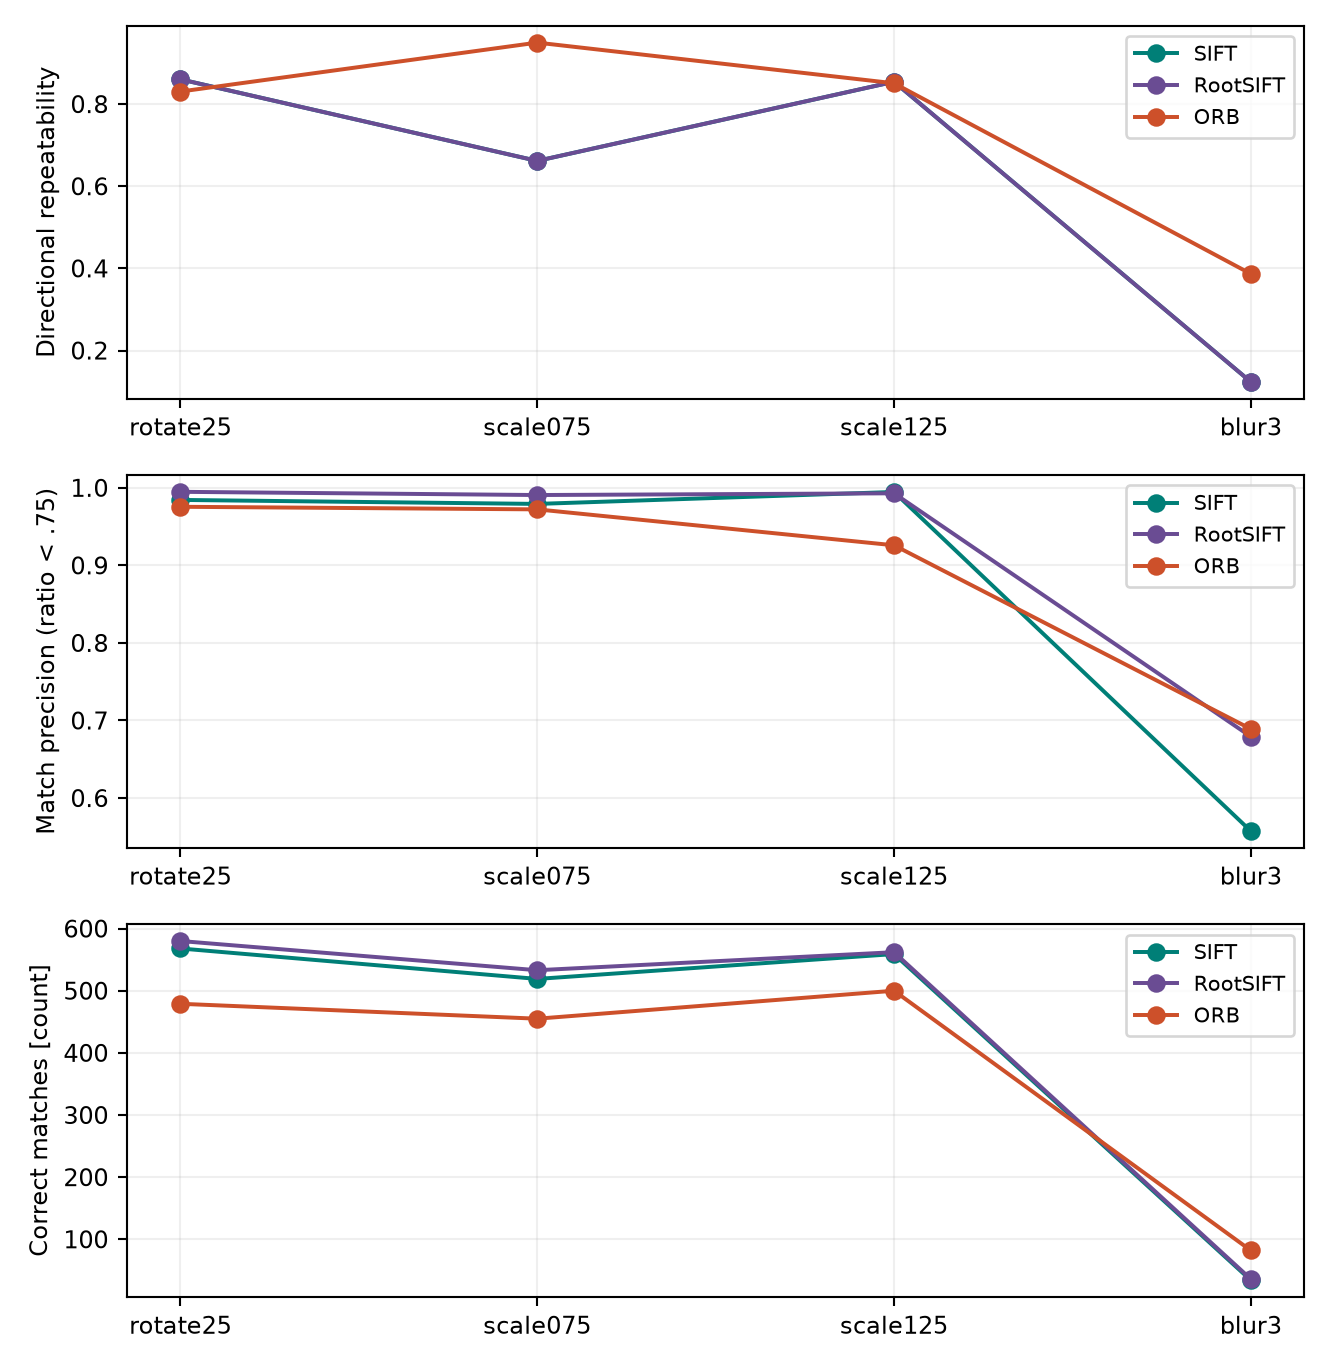 Directional repeatability
0.8
0.6
0.4
0.2
SIFT
RootSIFT
ORB
rotate25 scale075 scale125 blur3
Match precision (ratio < .75)
1.0
0.9
0.8
0.7
0.6
SIFT
RootSIFT
ORB
rotate25 scale075 scale125 blur3
Correct matches [count]
600
500
400
300
200
100
SIFT
RootSIFT
ORB
rotate25 scale075 scale125 blur3